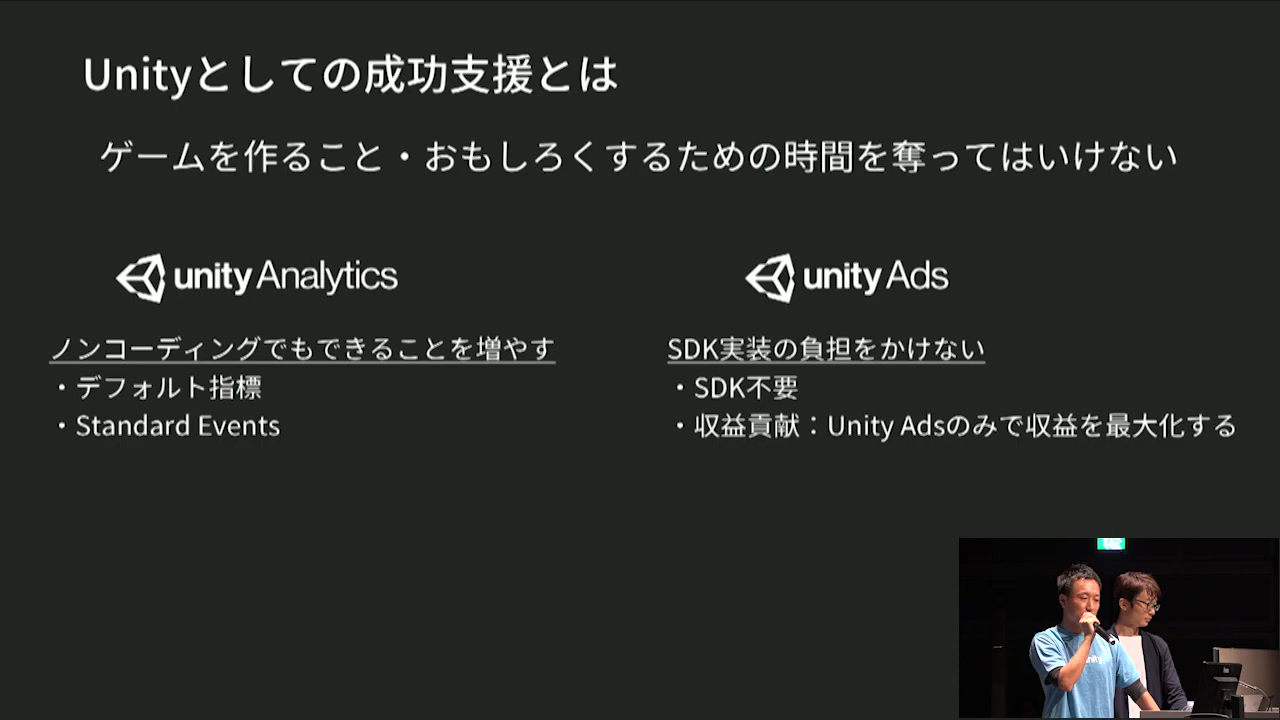 Unityとしての成功支援とは
ゲームを作ること・おもしろくするための時間を奪ってはいけない
unity Analytics
ノンコーディングでもできることを増やす
・デフォルト指標
・Standard Events
unity Ads
SDK実装の負担をかけない
・SDK不要
・収益貢献：Unity Adsのみで収益を最大化する
unity